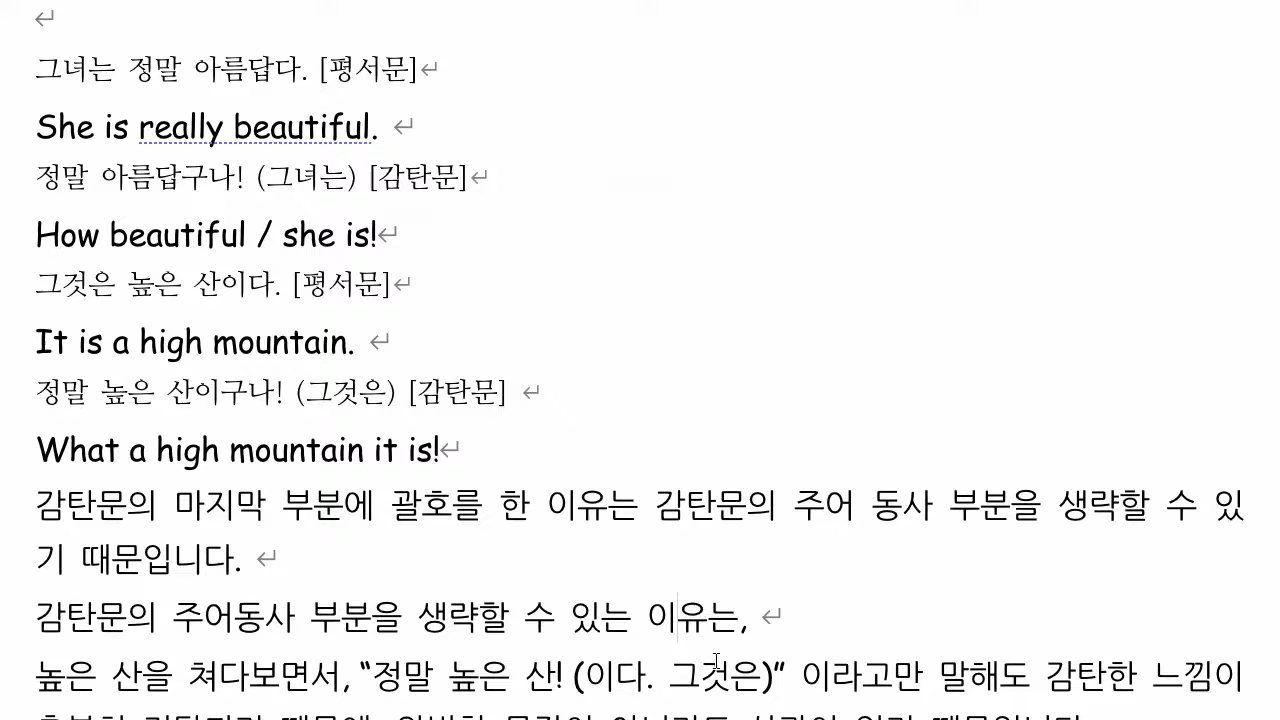 그녀는 정말 아름답다. [평서문]
She is really beautiful.
정말 아름답구나! (그녀는) [감탄문]
How beautiful / she is!
그것은 높은 산이다. [평서문]
It is a high mountain.
정말 높은 산이구나! (그것은) [감탄문]
What a high mountain it is!
감탄문의 마지막 부분에 괄호를 한 이유는 감탄문의 주어 동사 부분을 생략할 수 있
기 때문입니다.
감탄문의 주어동사 부분을 생략할 수 있는 이유는,
높은 산을 쳐다보면서, “정말 높은 산! (이다. 그것은)” 이라고만 말해도 감탄한 느낌이